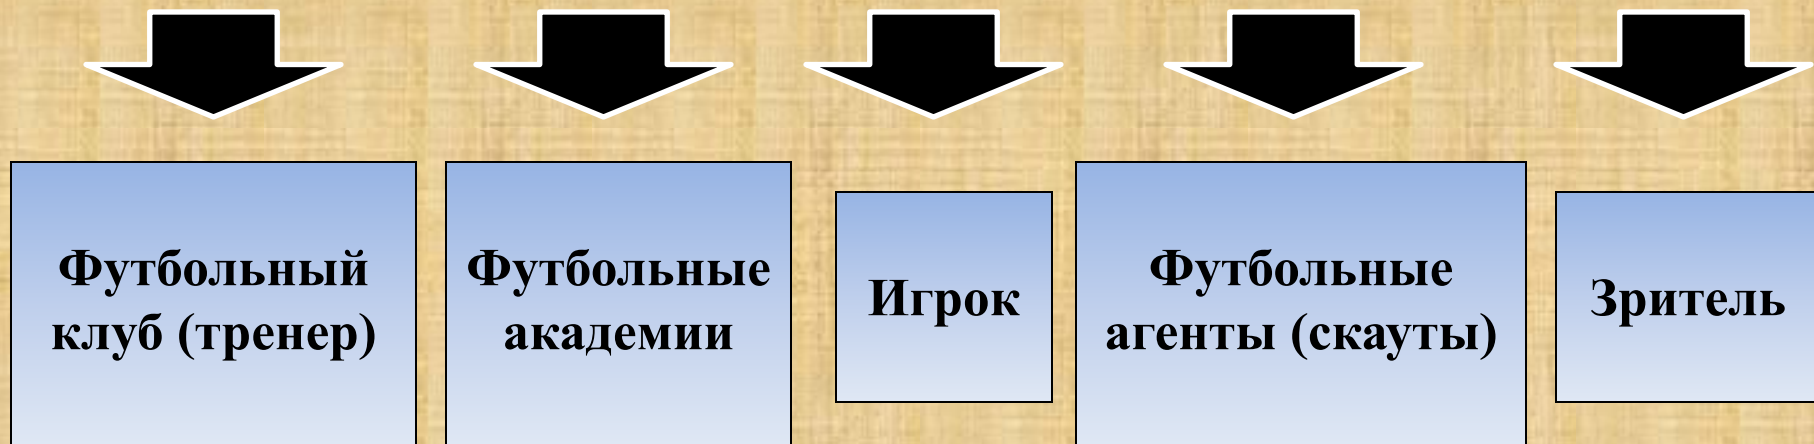 Футбольный
клуб (тренер)
Футбольные
академии
Игрок
Футбольные
агенты (скауты)
Зритель